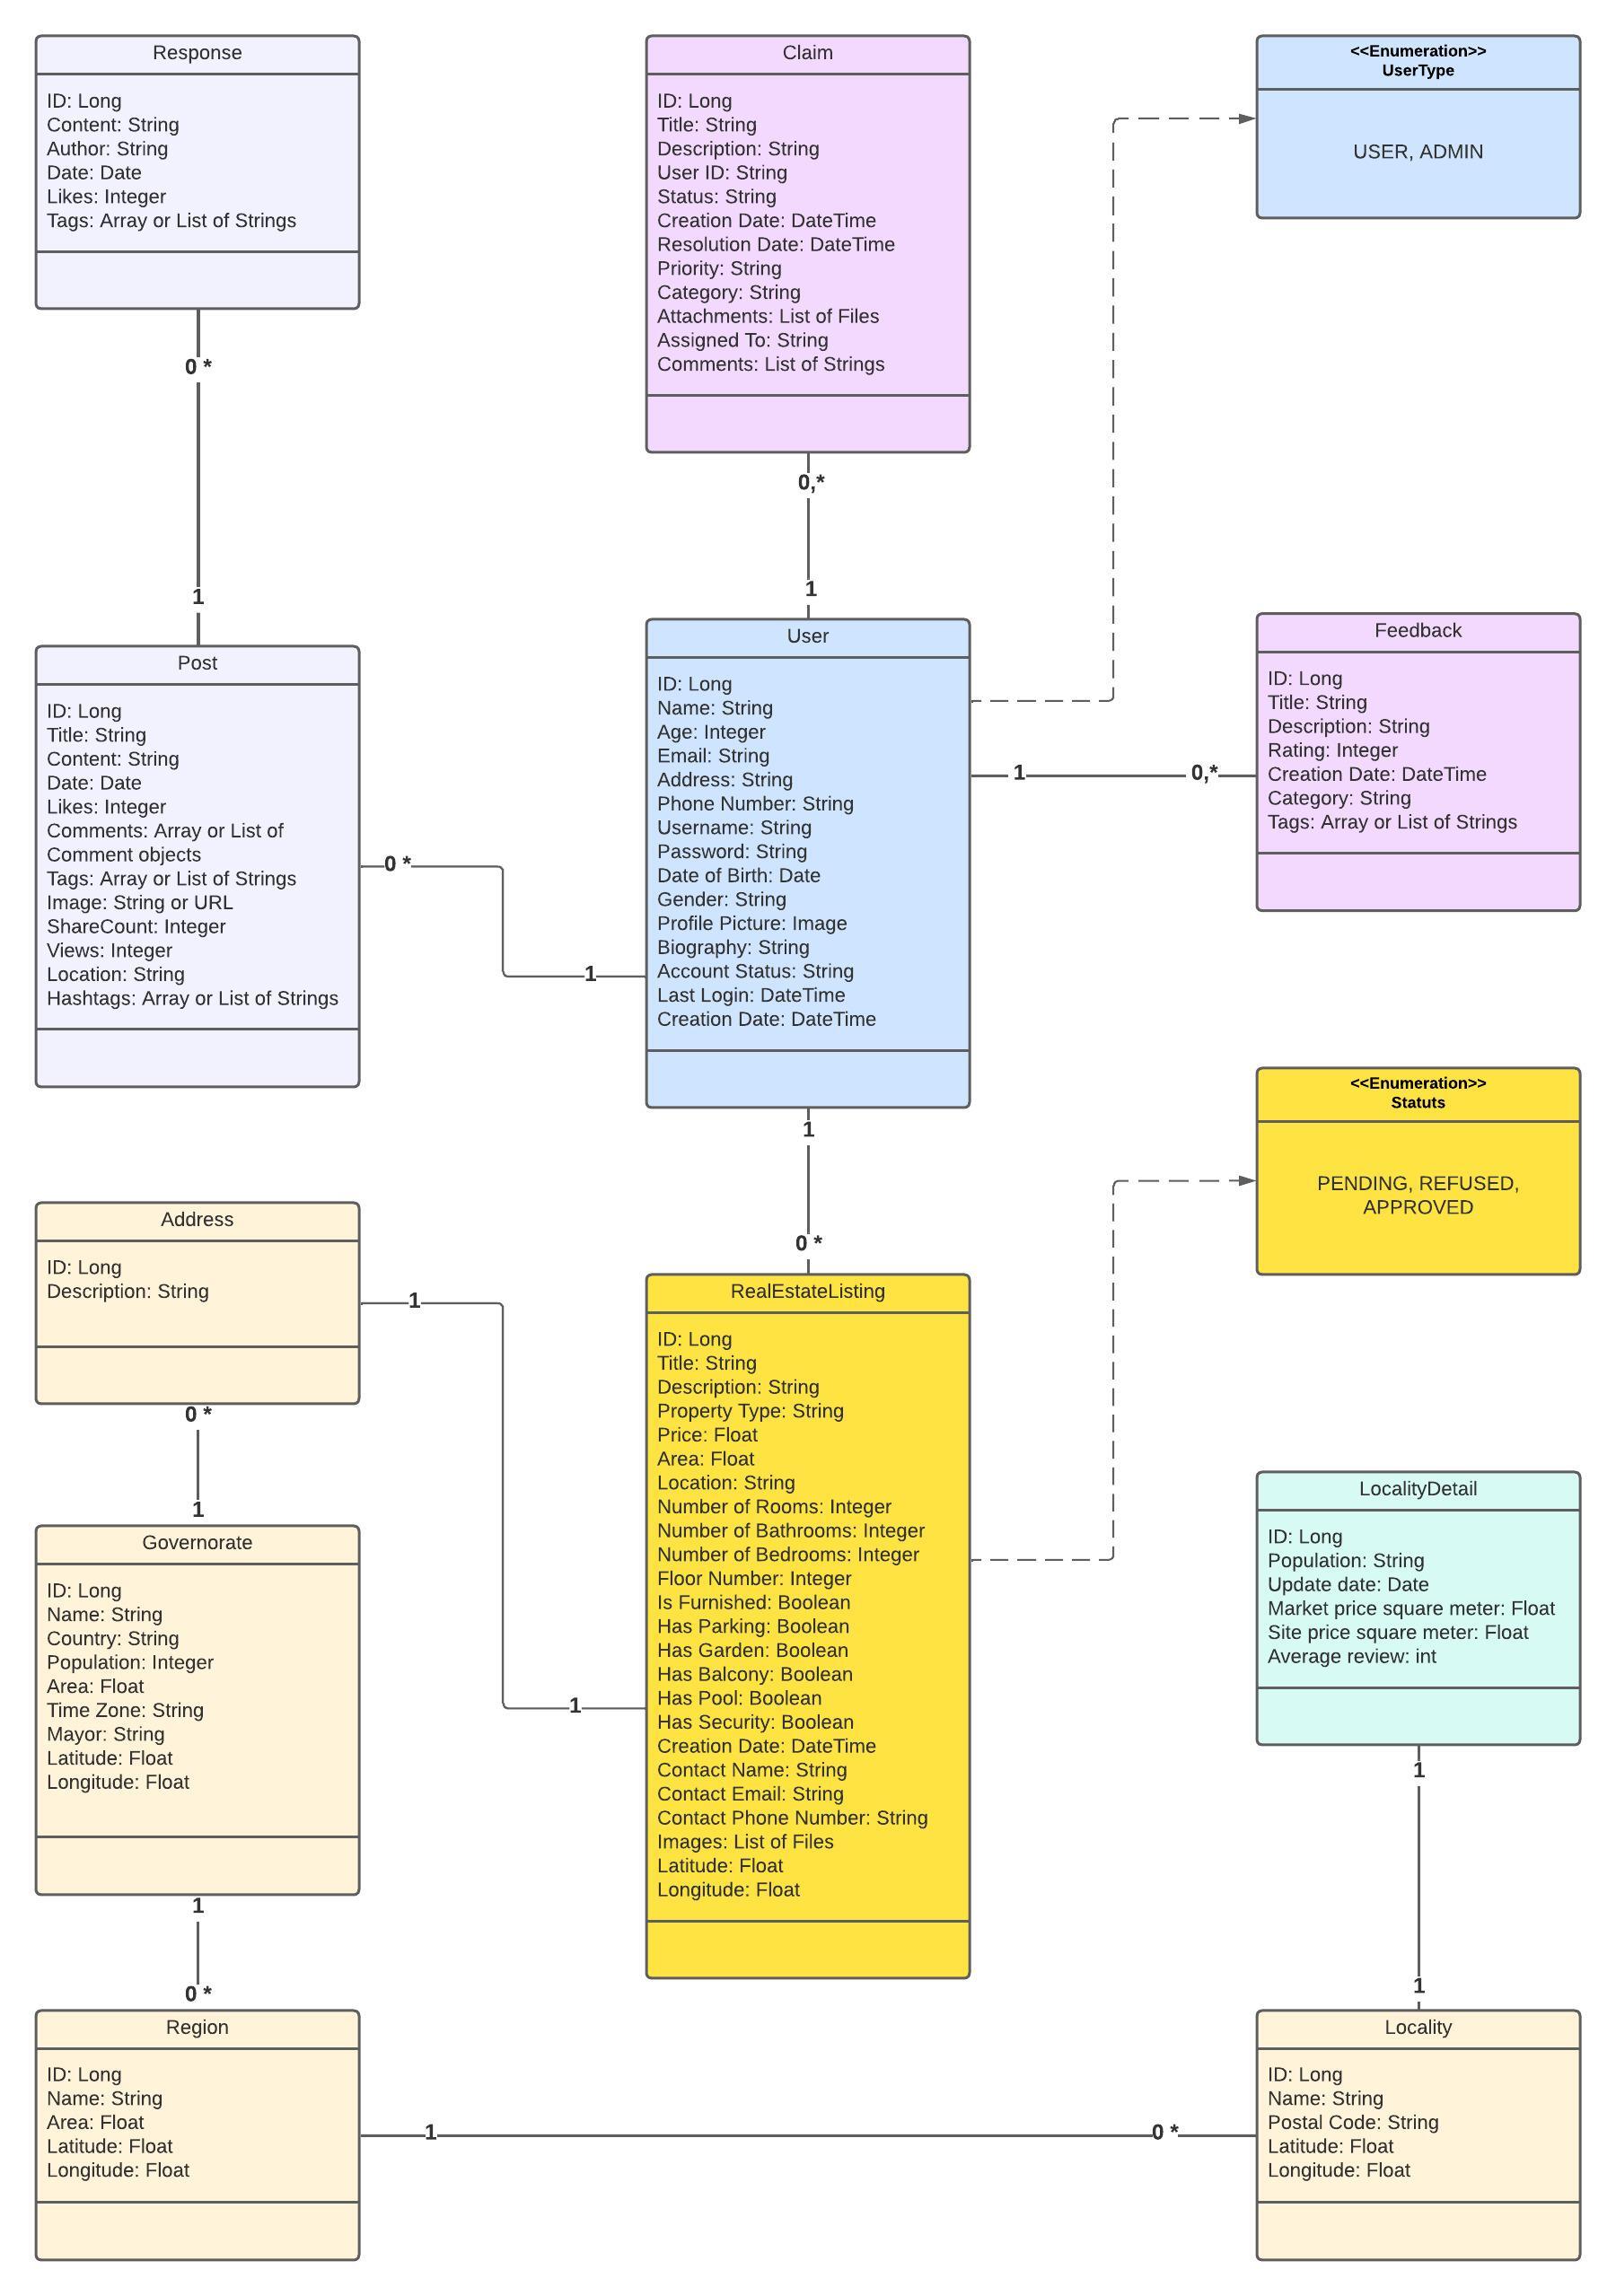 Response
ID: Long
Content: String
Author: String
Date: Date
Likes: Integer
Tags: Array or List of Strings
0 *
1
Claim
ID: Long
Title: String
Description: String
User ID: String
Status: String
Creation Date: DateTime
Resolution Date: DateTime
Priority: String
Category: String
Attachments: List of Files
Assigned To: String
Comments: List of Strings
0,*
1
<<Enumeration>>
UserType
USER, ADMIN
Post
ID: Long
Title: String
Content: String
Date: Date
Likes: Integer
Comments: Array or List of
Comment objects
Tags: Array or List of Strings
Image: String or URL
ShareCount: Integer
Views: Integer
Location: String
Hashtags: Array or List of Strings
0 *
1
User
ID: Long
Name: String
Age: Integer
Email: String
Address: String
Phone Number: String
Username: String
Password: String
Date of Birth: Date
Gender: String
Profile Picture: Image
Biography: String
Account Status: String
Last Login: DateTime
Creation Date: DateTime
1
0,*
Feedback
ID: Long
Title: String
Description: String
Rating: Integer
Creation Date: DateTime
Category: String
Tags: Array or List of Strings
1
0 *
<<Enumeration>>
Statuts
PENDING, REFUSED,
APPROVED
Address
ID: Long
Description: String
1
1
0 *
1
RealEstateListing
ID: Long
Title: String
Description: String
Property Type: String
Price: Float
Area: Float
Location: String
Number of Rooms: Integer
Number of Bathrooms: Integer
Number of Bedrooms: Integer
Floor Number: Integer
Is Furnished: Boolean
Has Parking: Boolean
Has Garden: Boolean
Has Balcony: Boolean
Has Pool: Boolean
Has Security: Boolean
Creation Date: DateTime
Contact Name: String
Contact Email: String
Contact Phone Number: String
Images: List of Files
Latitude: Float
Longitude: Float
Governorate
ID: Long
Name: String
Country: String
Population: Integer
Area: Float
Time Zone: String
Mayor: String
Latitude: Float
Longitude: Float
1
0 *
LocalityDetail
ID: Long
Population: String
Update date: Date
Market price square meter: Float
Site price square meter: Float
Average review: int
1
1
Region
ID: Long
Name: String
Area: Float
Latitude: Float
Longitude: Float
1
0 *
Locality
ID: Long
Name: String
Postal Code: String
Latitude: Float
Longitude: Float